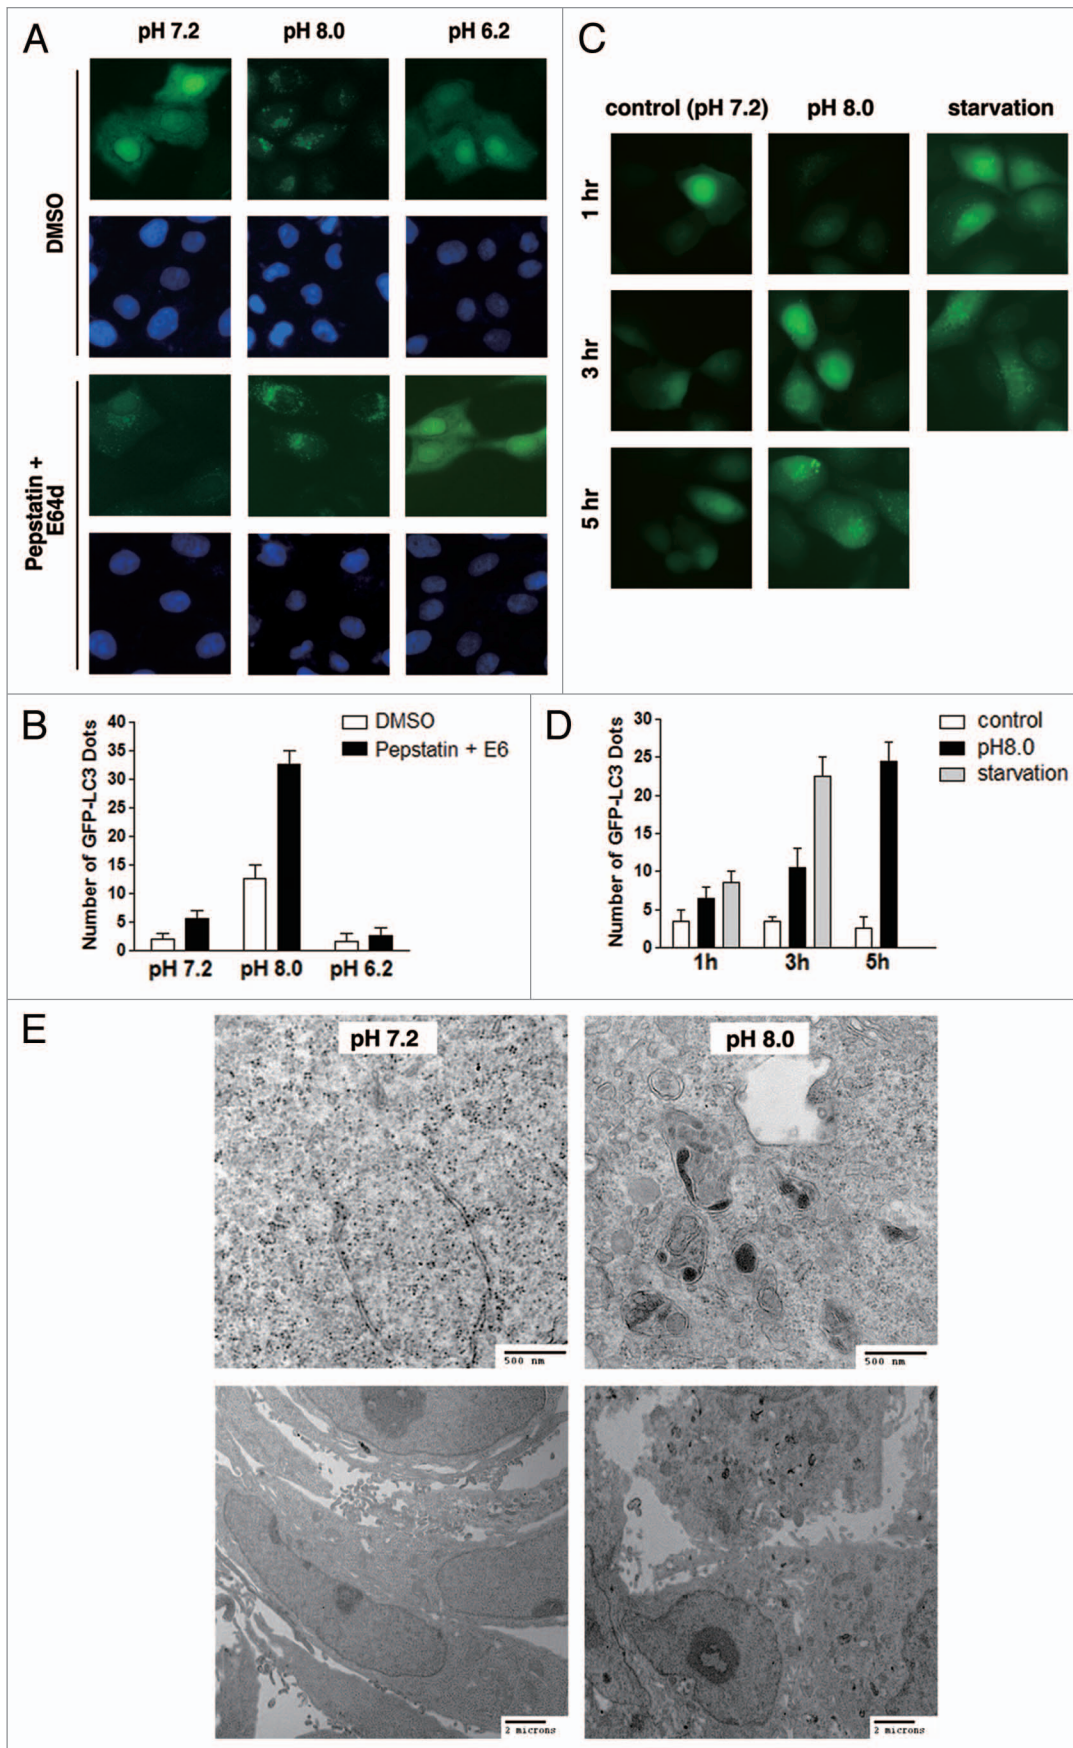 A
pH 7.2
pH 8.0
pH 6.2
DMSO
Pepstatin +
E64d
C
control (pH 7.2)
pH 8.0
starvation
1 hr
3 hr
5 hr
B
Number of GFP-LC3 Dots
40
35
30
25
20
15
10
5
0
DMSO
Pepstatin + E6
pH 7.2
pH 8.0
pH 6.2
D
Number of GFP-LC3 Dots
30
25
20
15
10
5
0
control
pH8.0
starvation
1h
3h
5h
E
pH 7.2
pH 8.0
500 nm
500 nm
2 microns
2 microns